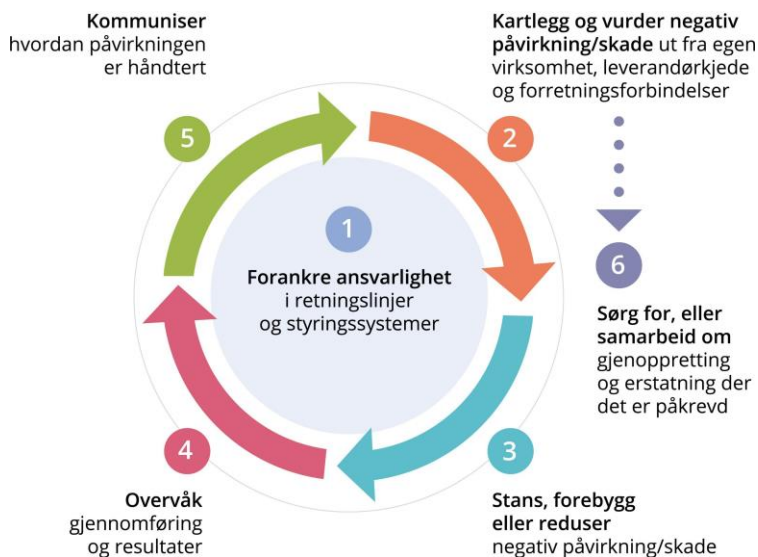 Kommuniser
hvordan påvirkningen
er håndtert
5
Kartlegg og vurder negativ
påvirkning/skade ut fra egen
virksomhet, leverandørkjede
og forretningsforbindelser
2
1
Forankre ansvarlighet
i retningslinjer
og styringssystemer
6
Sørg for, eller
samarbeid om
gjenoppretting
og erstatning der
det er påkrevd
4
Overvåk
gjennomføring
og resultater
3
Stans, forebygg
eller reduser
negativ påvirkning/skade